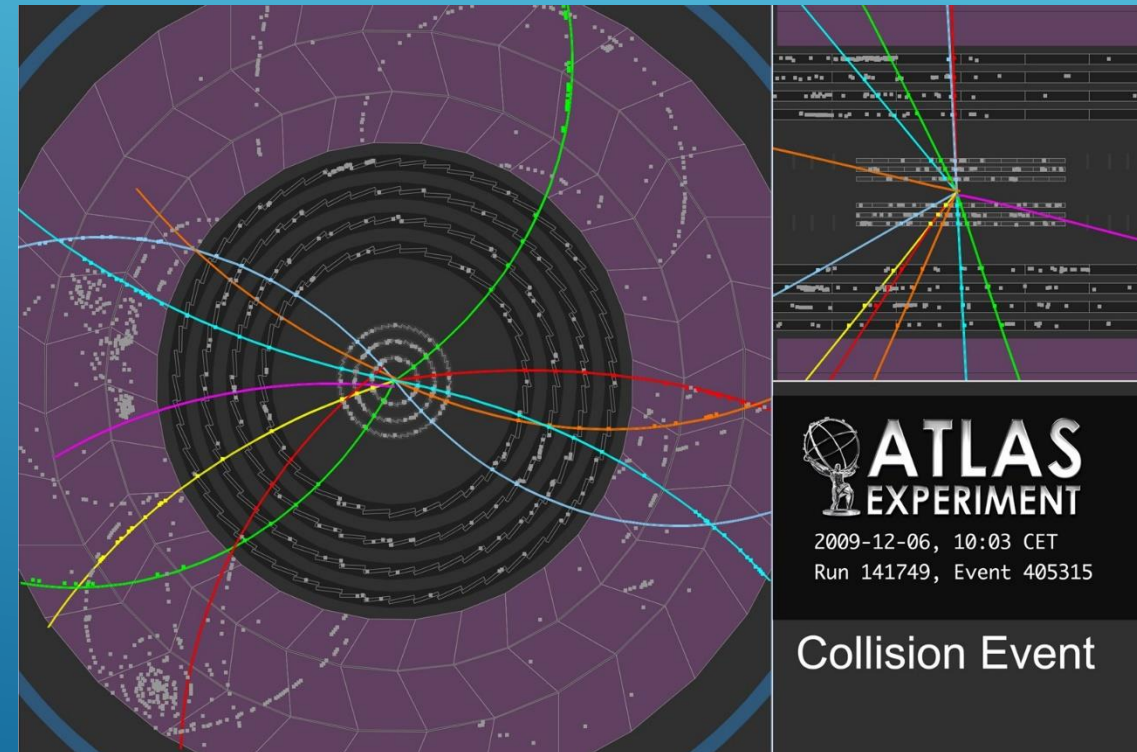 ATLAS
EXPERIMENT
2009-12-06, 10:03 CET
Run 141749, Event 405315
Collision Event